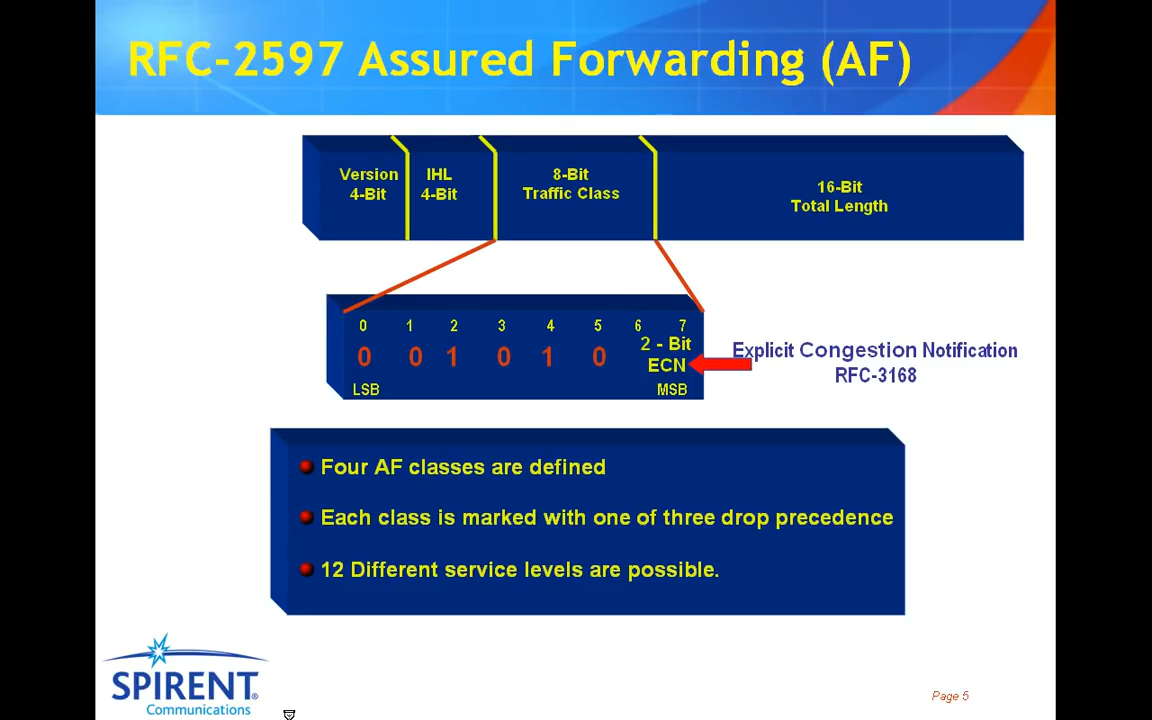 RFC-2597 Assured Forwarding (AF)
Version
4-Bit
IHL
4-Bit
8-Bit
Traffic Class
16-Bit
Total Length
0 1 2 3 4 5 6 7
0 0 1 0 1 0
2 - Bit
ECN
LSB
MSB
Explicit Congestion Notification
RFC-3168
Four AF classes are defined
Each class is marked with one of three drop precedence
12 Different service levels are possible.
SPIRENT®
Communications
Page 5